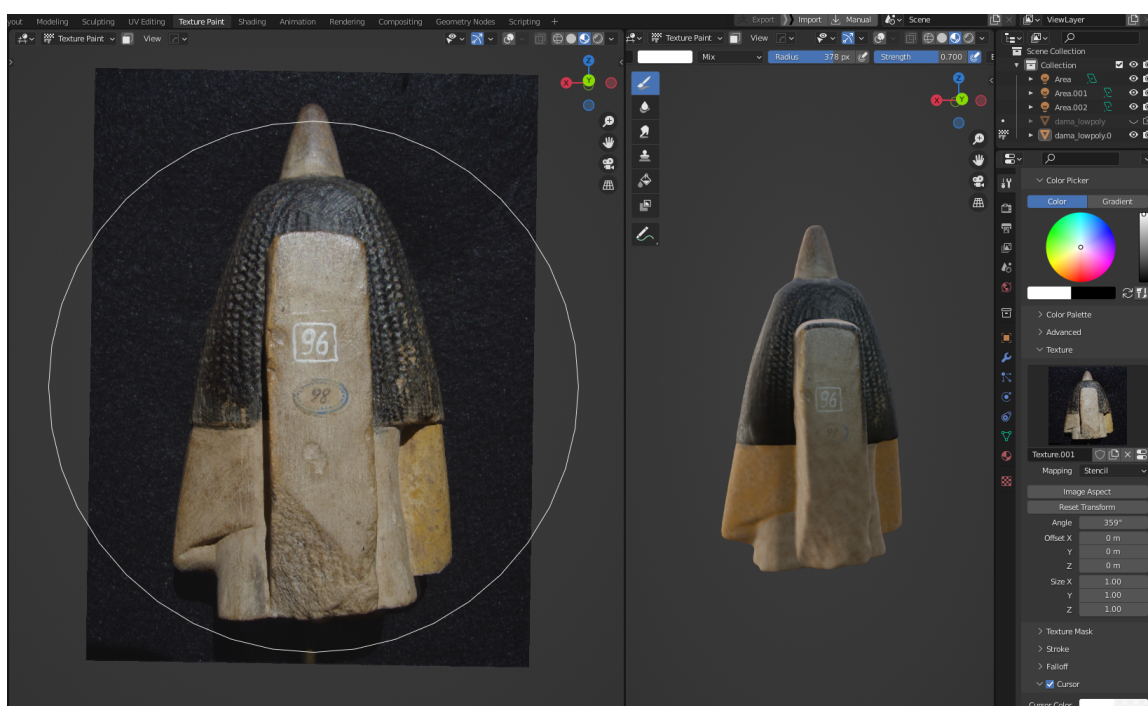 yout Modeling Sculpting UV Editing Texture Paint Shading Animation Rendering Compositing Geometry Nodes Scripting +
Export Import Manual Scene ViewLayer
Texture Paint View
Texture Paint View
Mix Radius 378 px Strength 0.700
Scene Collection
Collection
Area
Area.001
Area.002
dama_lowpoly
dama_lowpoly.0
Color Picker
Color Gradient
Color Palette
Advanced
Texture
Texture.001
Mapping Stencil
Image Aspect
Reset Transform
Angle 359°
Offset X 0 m
Y 0 m
Z 0 m
Size X 1.00
Y 1.00
Z 1.00
Texture Mask
Stroke
Falloff
Cursor
Cursor Color
Z
X Y
Z
X Y
96
98
96